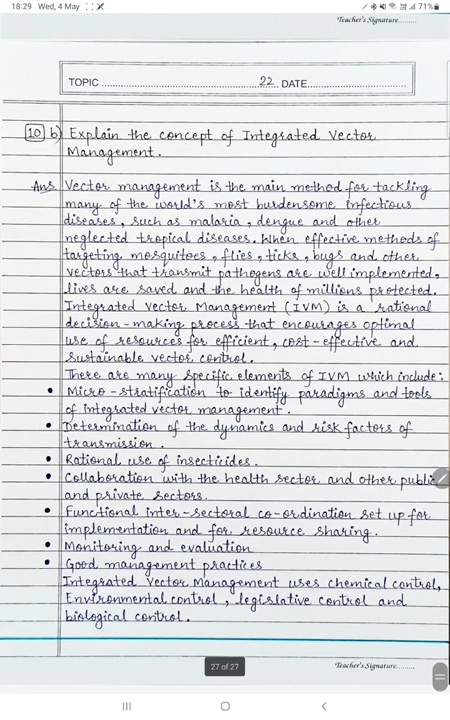 18:29 Wed, 4 May
71%
Teacher's Signature.........
TOPIC ........................................ 22 DATE...........................
10 b) Explain the concept of Integrated Vector
Management.
Ans. Vector management is the main method for tackling
many of the world's most burdensome infectious
diseases, such as malaria, dengue and other
neglected tropical diseases. When effective methods of
targeting mosquitoes, flies, ticks, bugs and other
vectors that transmit pathogens are well implemented,
lives are saved and the health of millions protected.
Integrated Vector Management (IVM) is a rational
decision-making process that encourages optimal
use of resources for efficient, cost-effective and
sustainable vector control.
There are many specific elements of IVM which include:
• Micro-stratification to identify paradigms and tools
of integrated vector management.
• Determination of the dynamics and risk factors of
transmission.
• Rational use of insecticides.
• Collaboration with the health sector and other public
and private sectors.
• Functional inter-sectoral co-ordination set up for
implementation and for resource sharing.
• Monitoring and evaluation
• Good management practices
Integrated Vector Management uses chemical control,
Environmental control, legislative control and
biological control.
27 of 27
Teacher's Signature.........